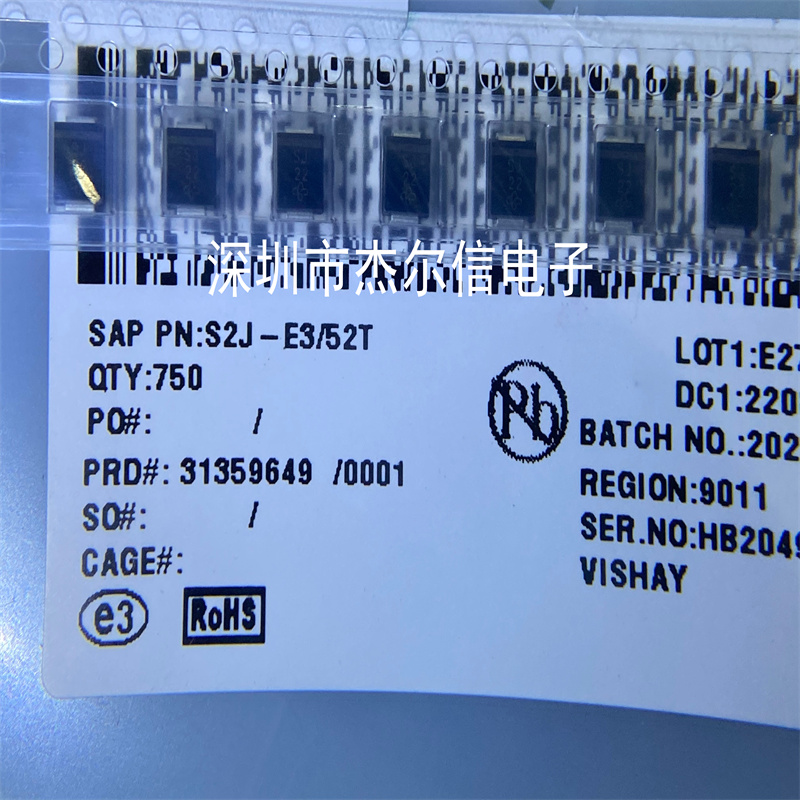 深圳市杰尔信电子
SAP PN:S2J-E3/52T
QTY:750
PO#: /
PRD#: 31359649 /0001
SO#: /
CAGE#:
e3
RoHS
Pb
LOT1:E27
DC1:220
BATCH NO.:202
REGION:9011
SER.NO:HB2049
VISHAY